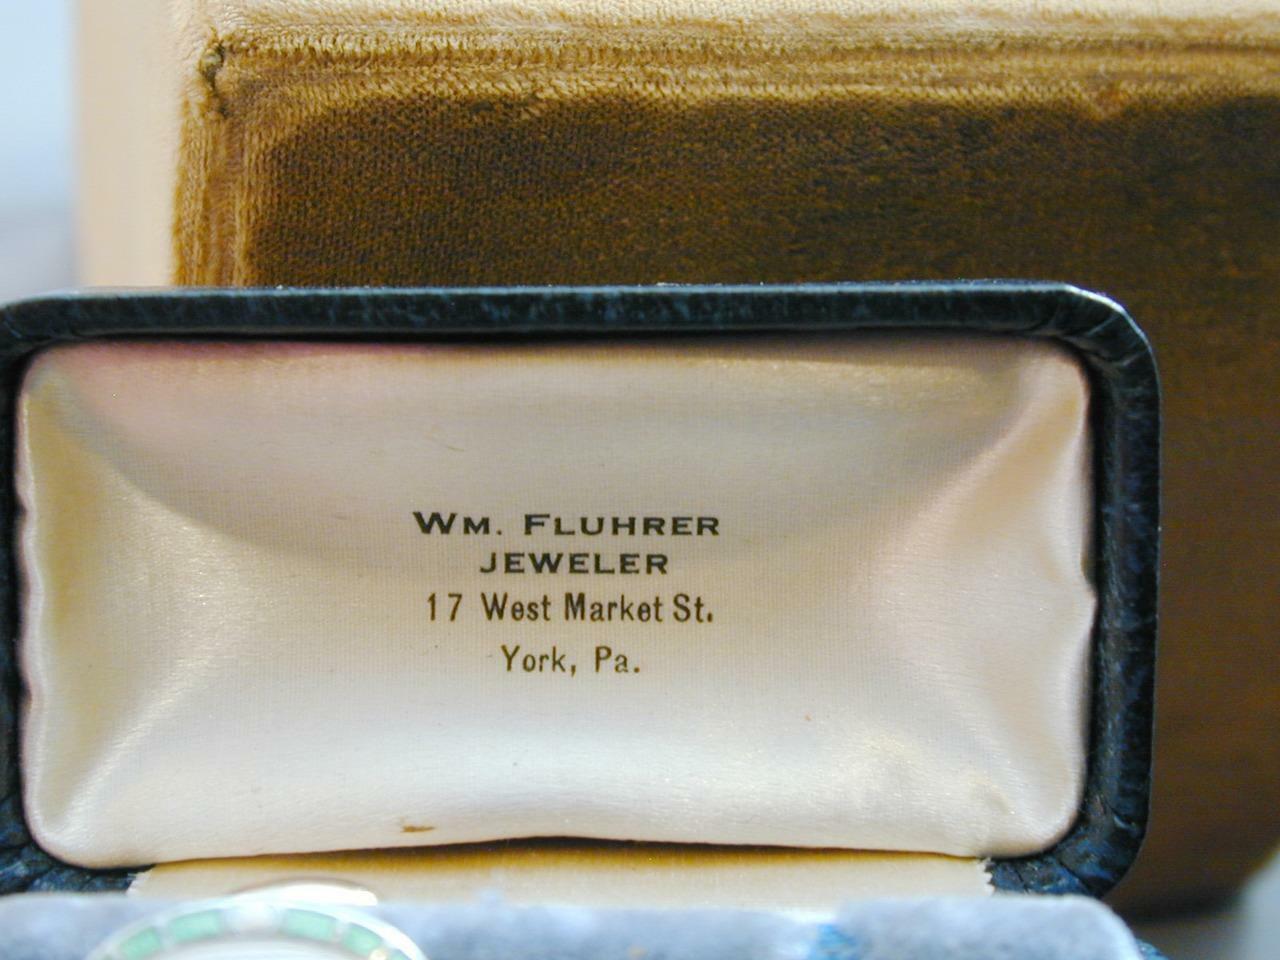 WM. FLUHRER
JEWELER
17 West Market St.
York, Pa.